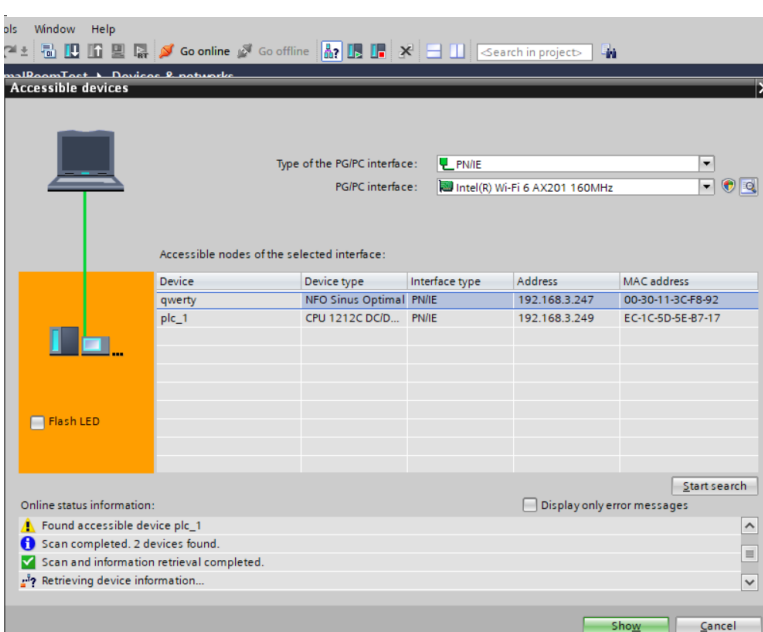 ols Window Help
Go online Go offline <Search in project>
malRoomTest Devices & networks
Accessible devices
Type of the PG/PC interface: PN/IE
PG/PC interface: Intel(R) Wi-Fi 6 AX201 160MHz
Accessible nodes of the selected interface:
Device Device type Interface type Address MAC address
qwerty NFO Sinus Optimal PN/IE 192.168.3.247 00-30-11-3C-F8-92
plc_1 CPU 1212C DC/D... PN/IE 192.168.3.249 EC-1C-5D-5E-B7-17
Flash LED
Start search
Online status information: Display only error messages
Found accessible device plc_1
Scan completed. 2 devices found.
Scan and information retrieval completed.
Retrieving device information...
Show Cancel